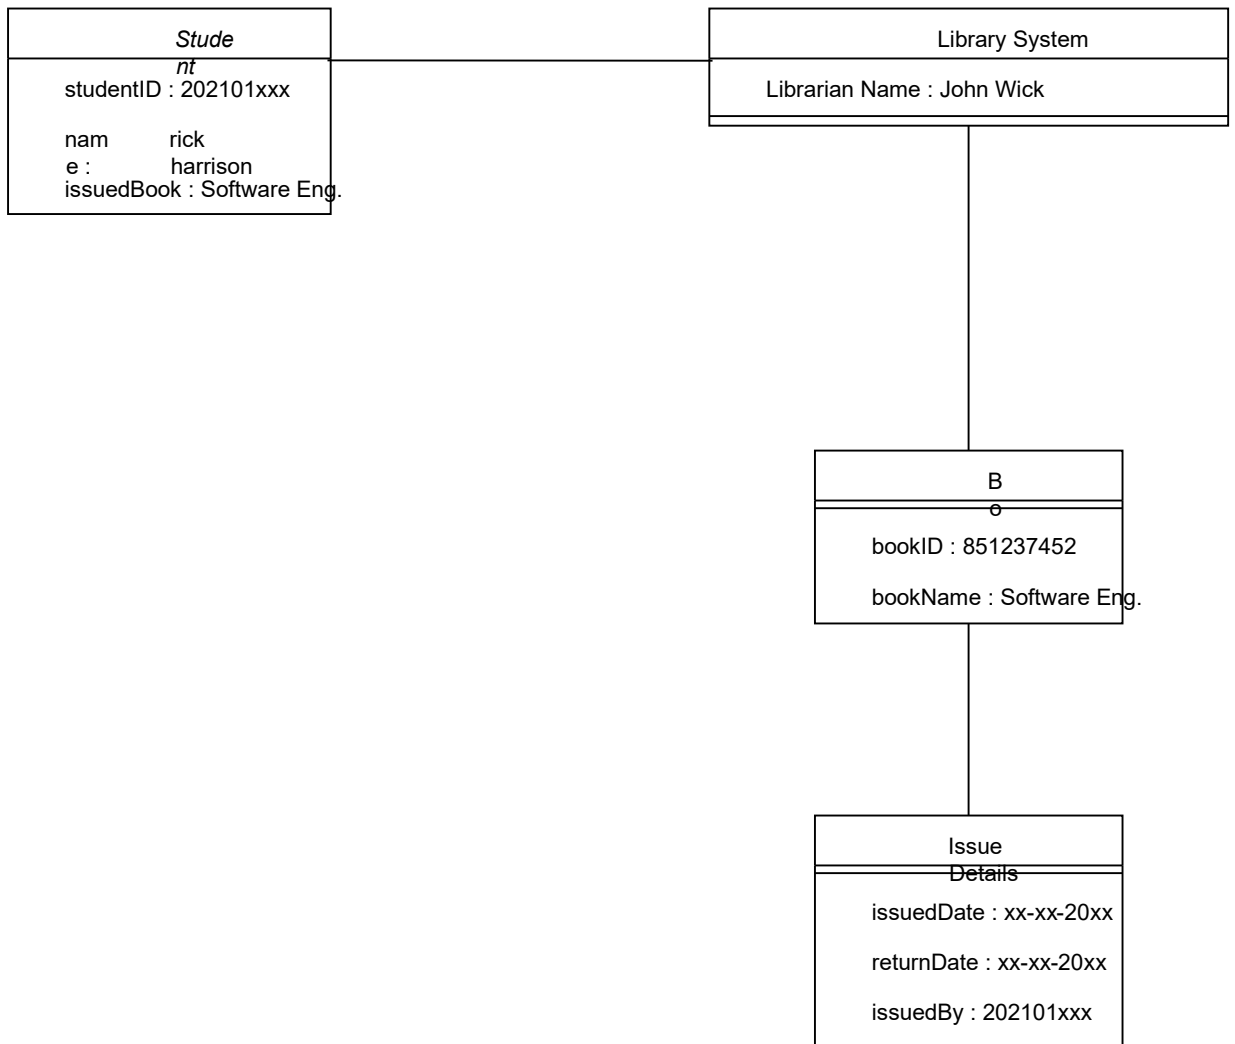 Stude
nt
studentID : 202101xxx
nam rick
e : harrison
issuedBook : Software Eng.
Library System
Librarian Name : John Wick
B
o
bookID : 851237452
bookName : Software Eng.
Issue
Details
issuedDate : xx-xx-20xx
returnDate : xx-xx-20xx
issuedBy : 202101xxx